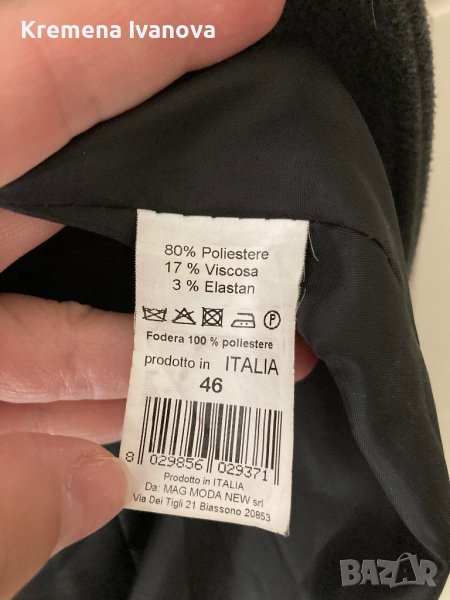 Kremena Ivanova
80% Poliestere
17 % Viscosa
3 % Elastan
P
Fodera 100 % poliestere
prodotto in ITALIA
46
8 029856 029371
Prodotto in ITALIA
Da: MAG MODA NEW srl
Via Dei Tigli 21 Biassono 20853
BAZAR.bg